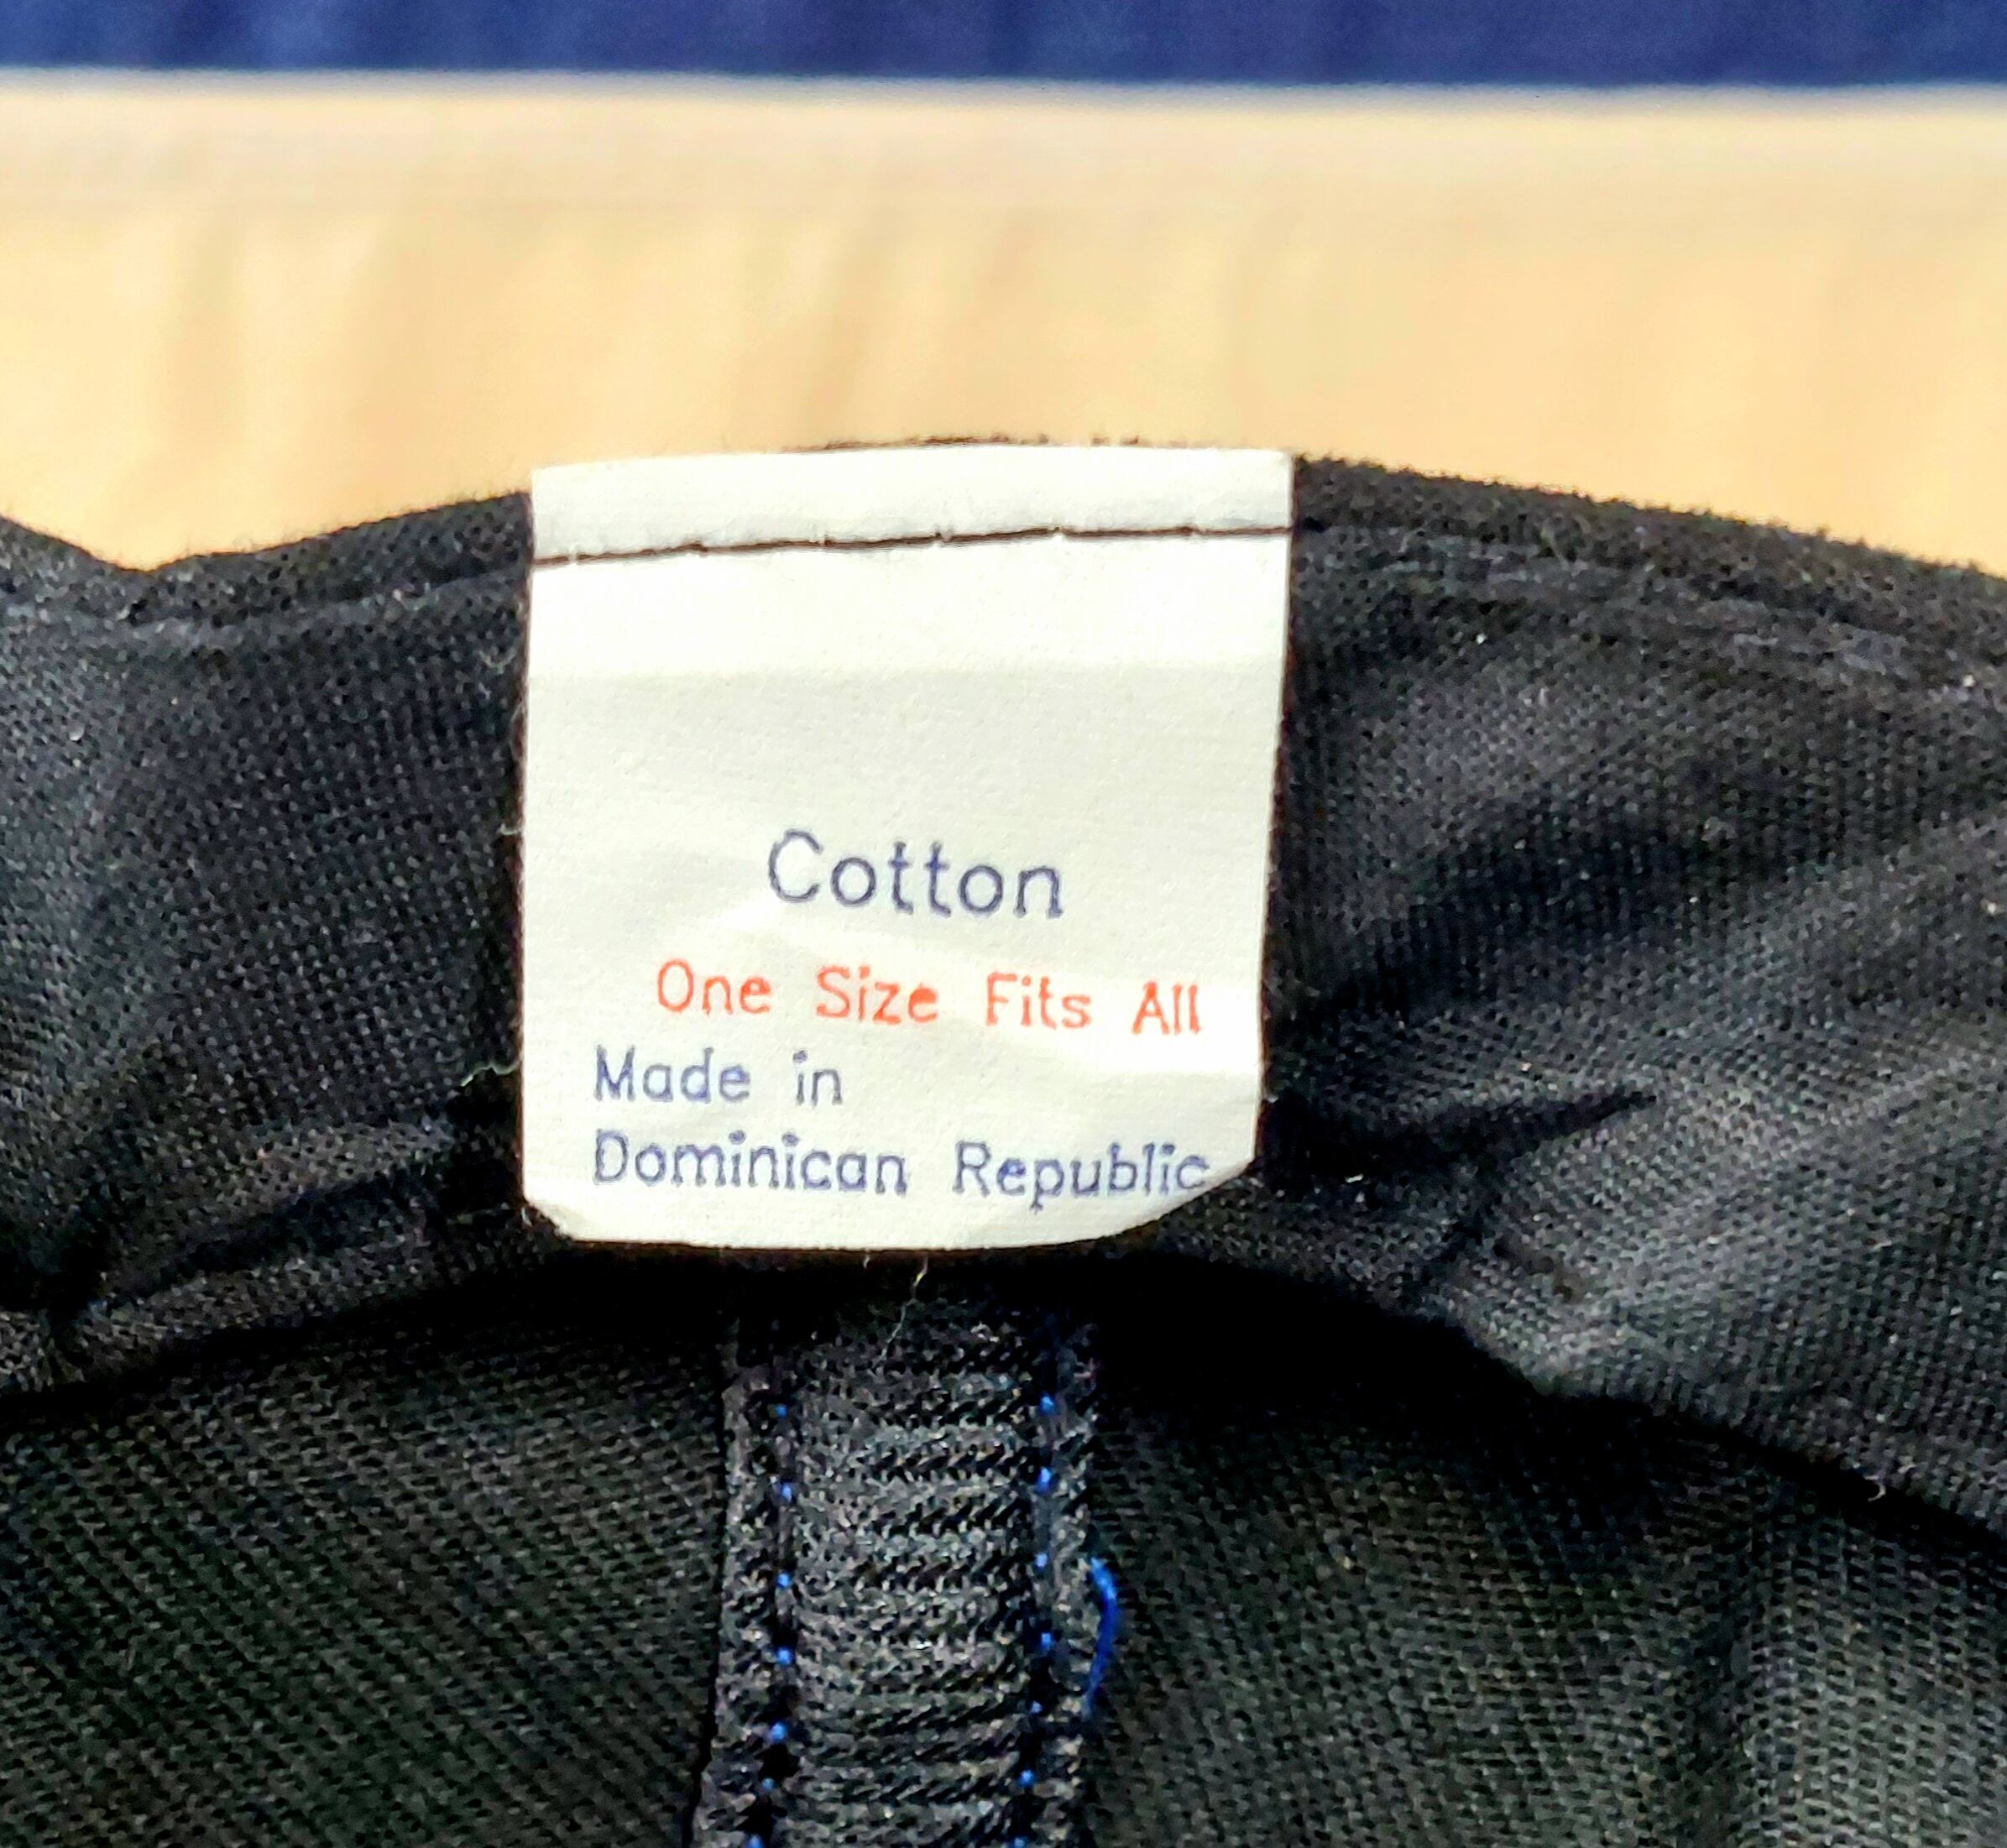 Cotton
One Size Fits All
Made in
Dominican Republic